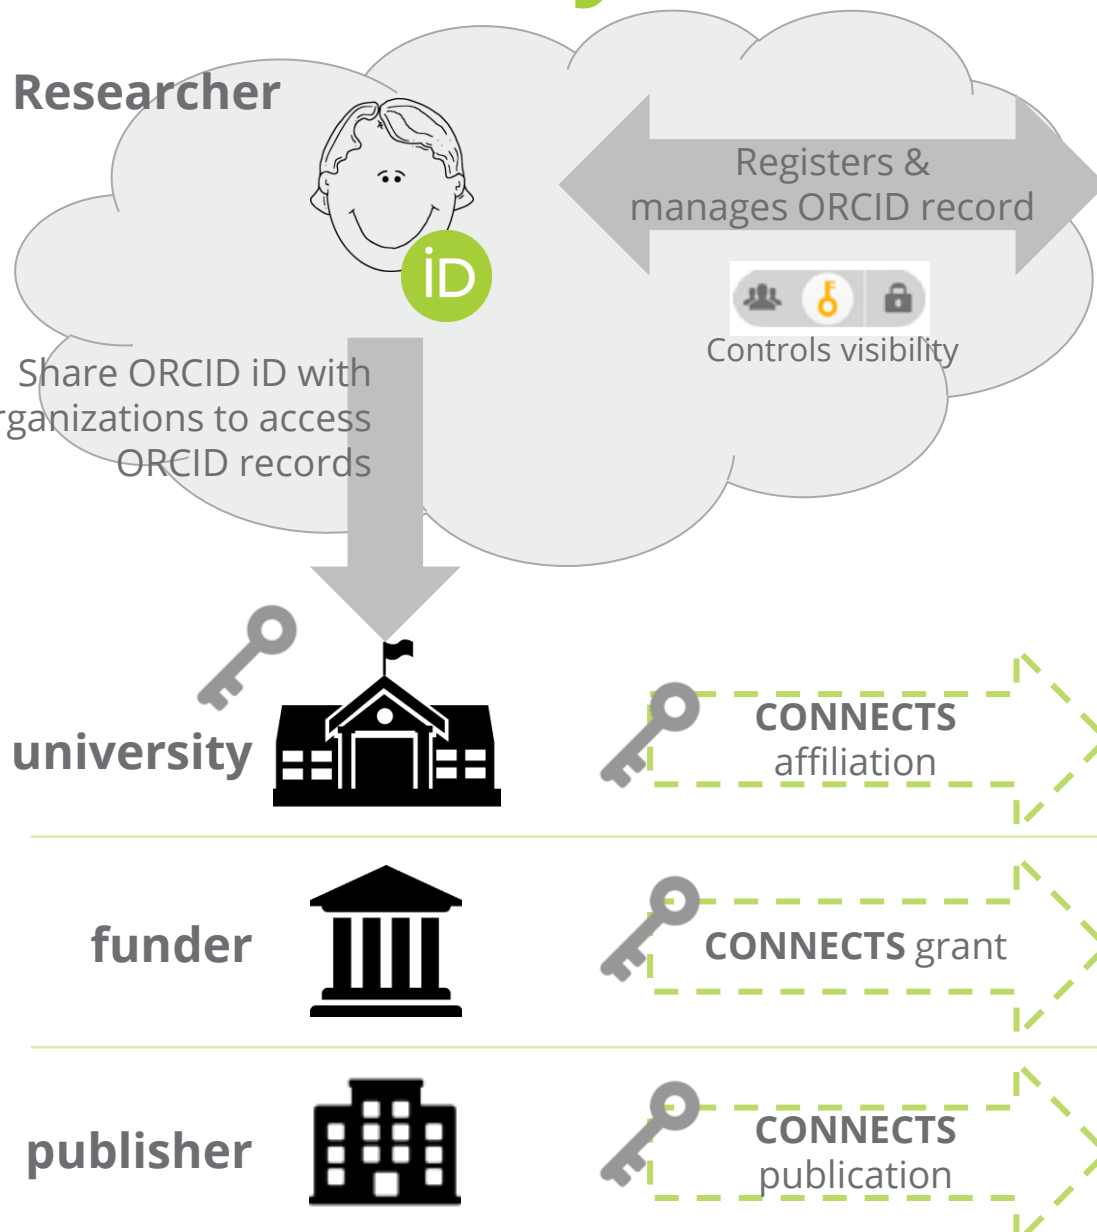 Researcher
Registers &
manages ORCID record
iD
Controls visibility
Share ORCID iD with
to access
ORCID records
university
CONNECTS
affiliation
funder
CONNECTS grant
publisher
CONNECTS
publication